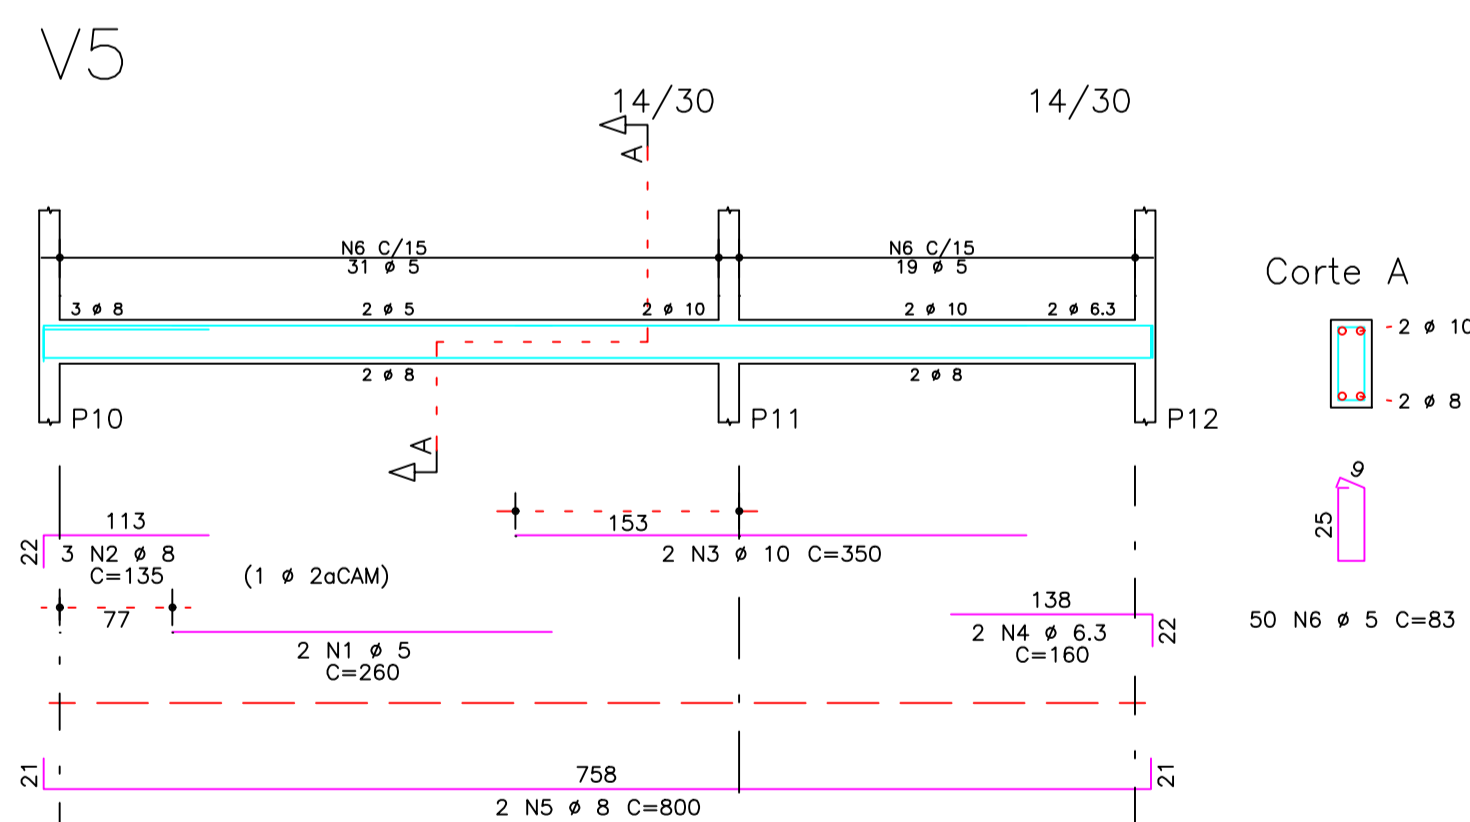 V5
14/30
14/30
A
N6 C/15
31 ø 5
N6 C/15
19 ø 5
Corte A
3 ø 8
2 ø 5
2 ø 10
2 ø 10
2 ø 6.3
2 ø 10
2 ø 8
2 ø 8
2 ø 8
P10
P11
P12
A
9
25
113
22
3 N2 ø 8
C=135
(1 ø 2aCAM)
153
2 N3 ø 10 C=350
77
2 N1 ø 5
C=260
138
22
2 N4 ø 6.3
C=160
50 N6 ø 5 C=83
21
758
21
2 N5 ø 8 C=800